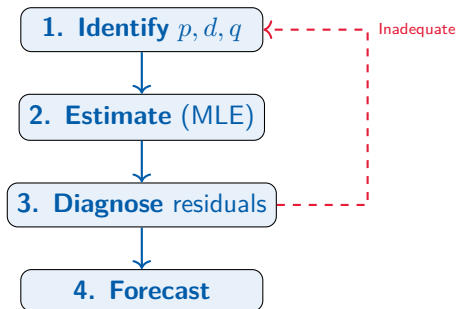 1. Identify p, d, q
Inadequate
2. Estimate (MLE)
3. Diagnose residuals
4. Forecast